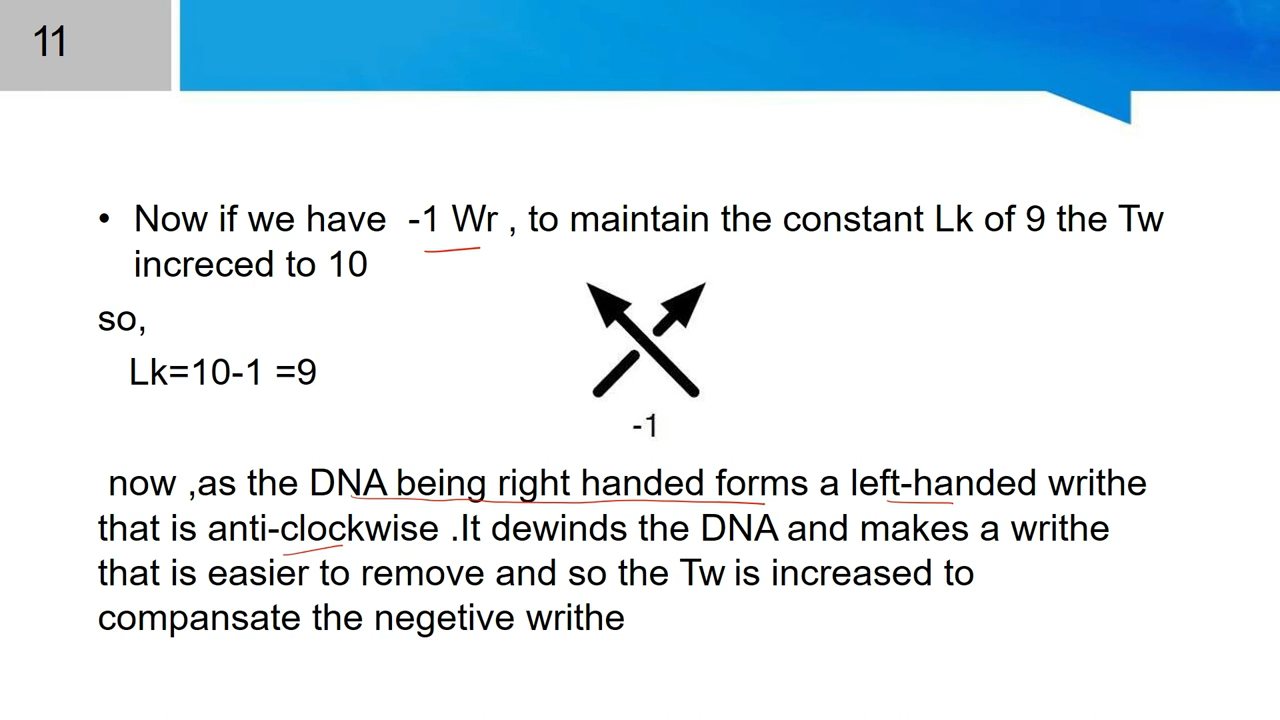 11
• Now if we have -1 Wr , to maintain the constant Lk of 9 the Tw
increced to 10
so,
Lk=10-1 =9
-1
now ,as the DNA being right handed forms a left-handed writhe
that is anti-clockwise .It dewinds the DNA and makes a writhe
that is easier to remove and so the Tw is increased to
compansate the negetive writhe